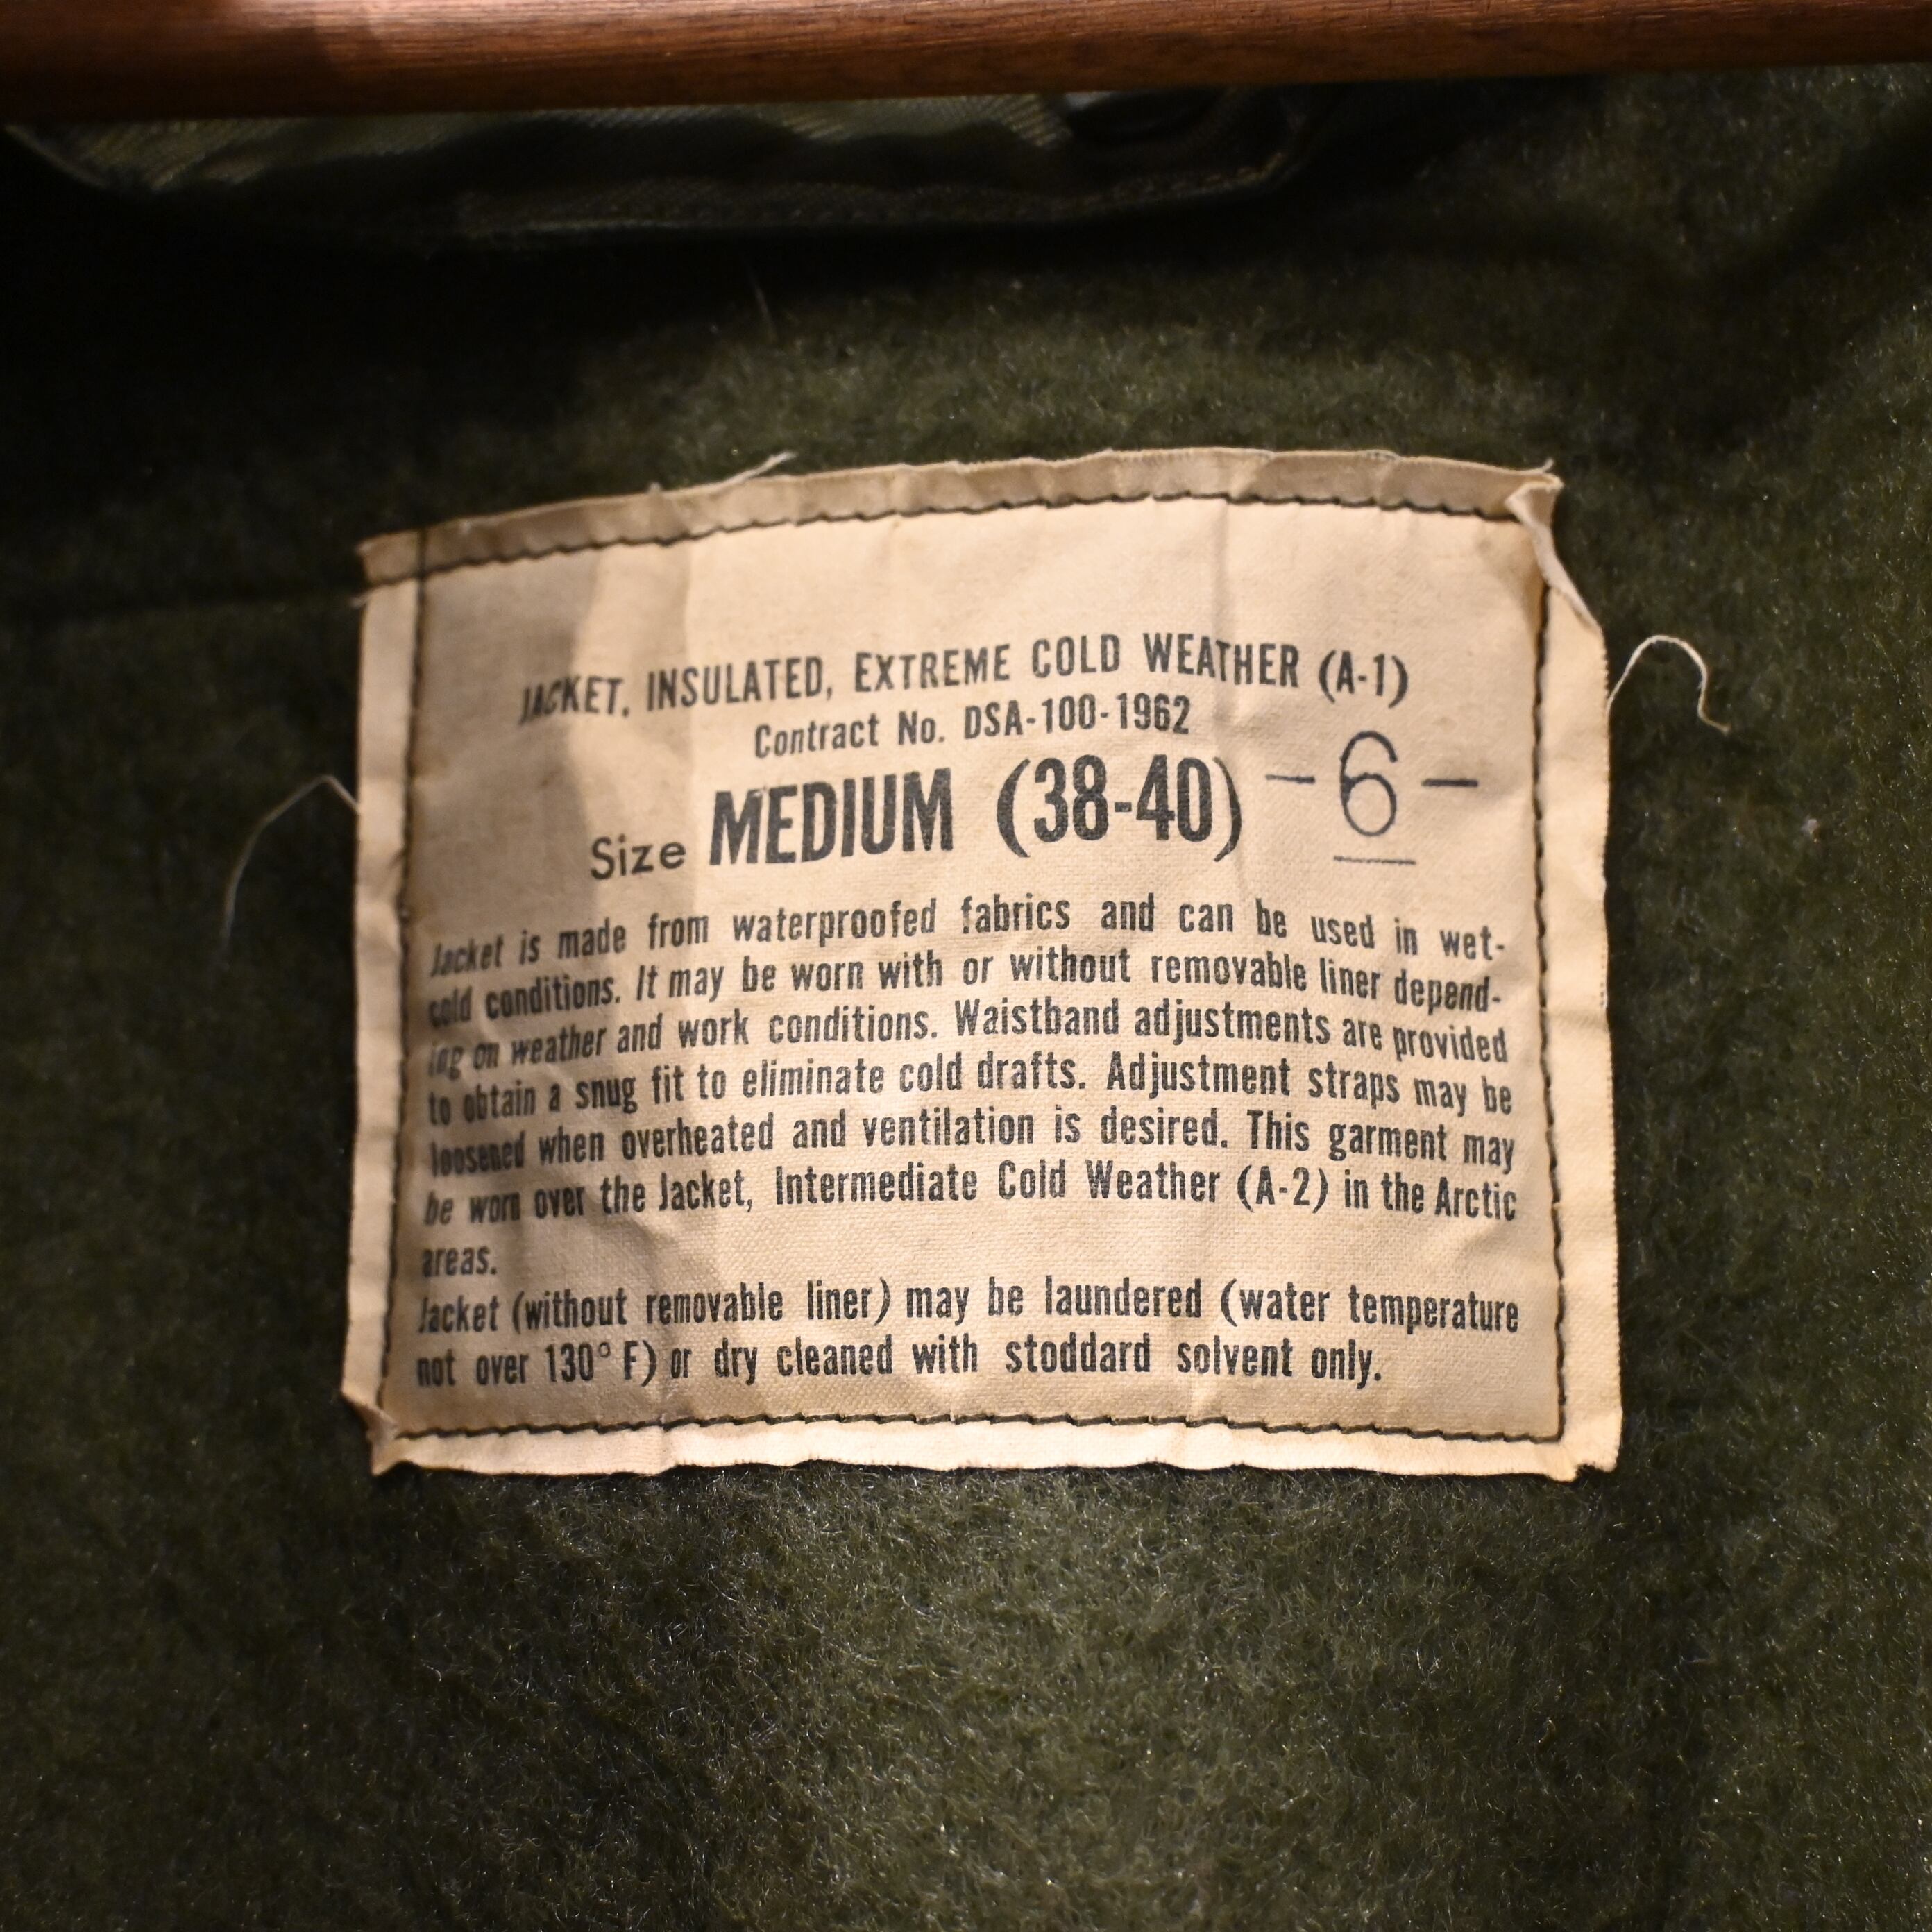 JACKET, INSULATED, EXTREME COLD WEATHER (A-1)
Contract No. DSA-100-1962
Size MEDIUM (38-40) -6-
Jacket is made from waterproofed fabrics and can be used in wet-
cold conditions. It may be worn with or without removable liner depend-
ing on weather and work conditions. Waistband adjustments are provided
to obtain a snug fit to eliminate cold drafts. Adjustment straps may be
loosened when overheated and ventilation is desired. This garment may
be worn over the Jacket, Intermediate Cold Weather (A-2) in the Arctic
areas.
Jacket (without removable liner) may be laundered (water temperature
not over 130° F) or dry cleaned with stoddard solvent only.